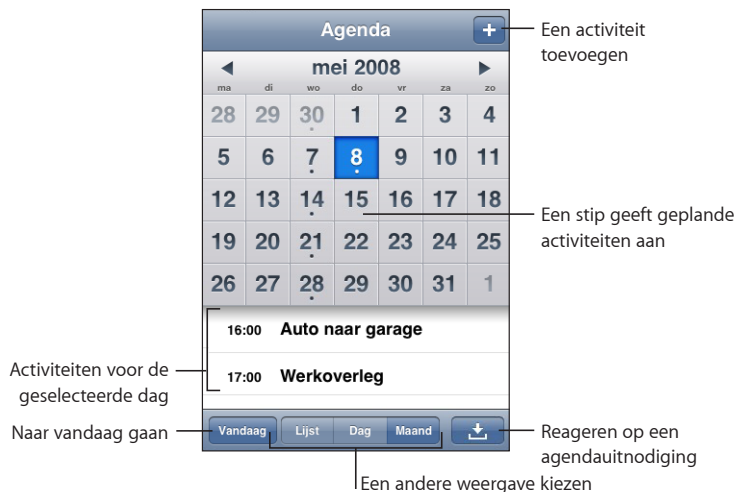 Agenda
+
Een activiteit
toevoegen
mei 2008
ma di wo do vr za zo
28 29 30 1 2 3 4
5 6 7 8 9 10 11
12 13 14 15 16 17 18
Een stip geeft geplande
activiteiten aan
19 20 21 22 23 24 25
26 27 28 29 30 31 1
16:00 Auto naar garage
Activiteiten voor de
geselecteerde dag
17:00 Werkoverleg
Naar vandaag gaan
Vandaag Lijst Dag Maand
Reageren op een
agendauitnodiging
Een andere weergave kiezen